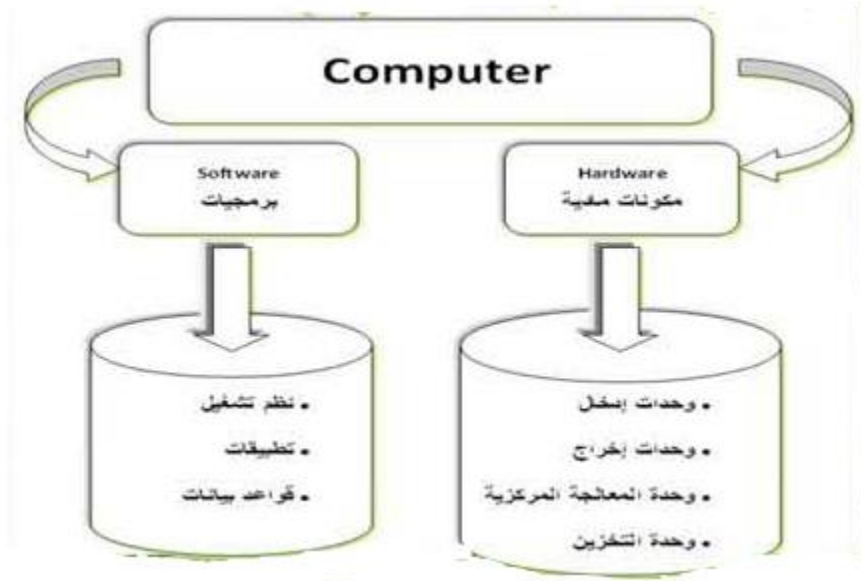 Computer
Software
برمجيات
Hardware
مكونات مادية
• نظم تشغيل
• تطبيقات
• قواعد بيانات
• وحدات إدخال
• وحدات إخراج
• وحدة المعالجة المركزية
• وحدة التخزين